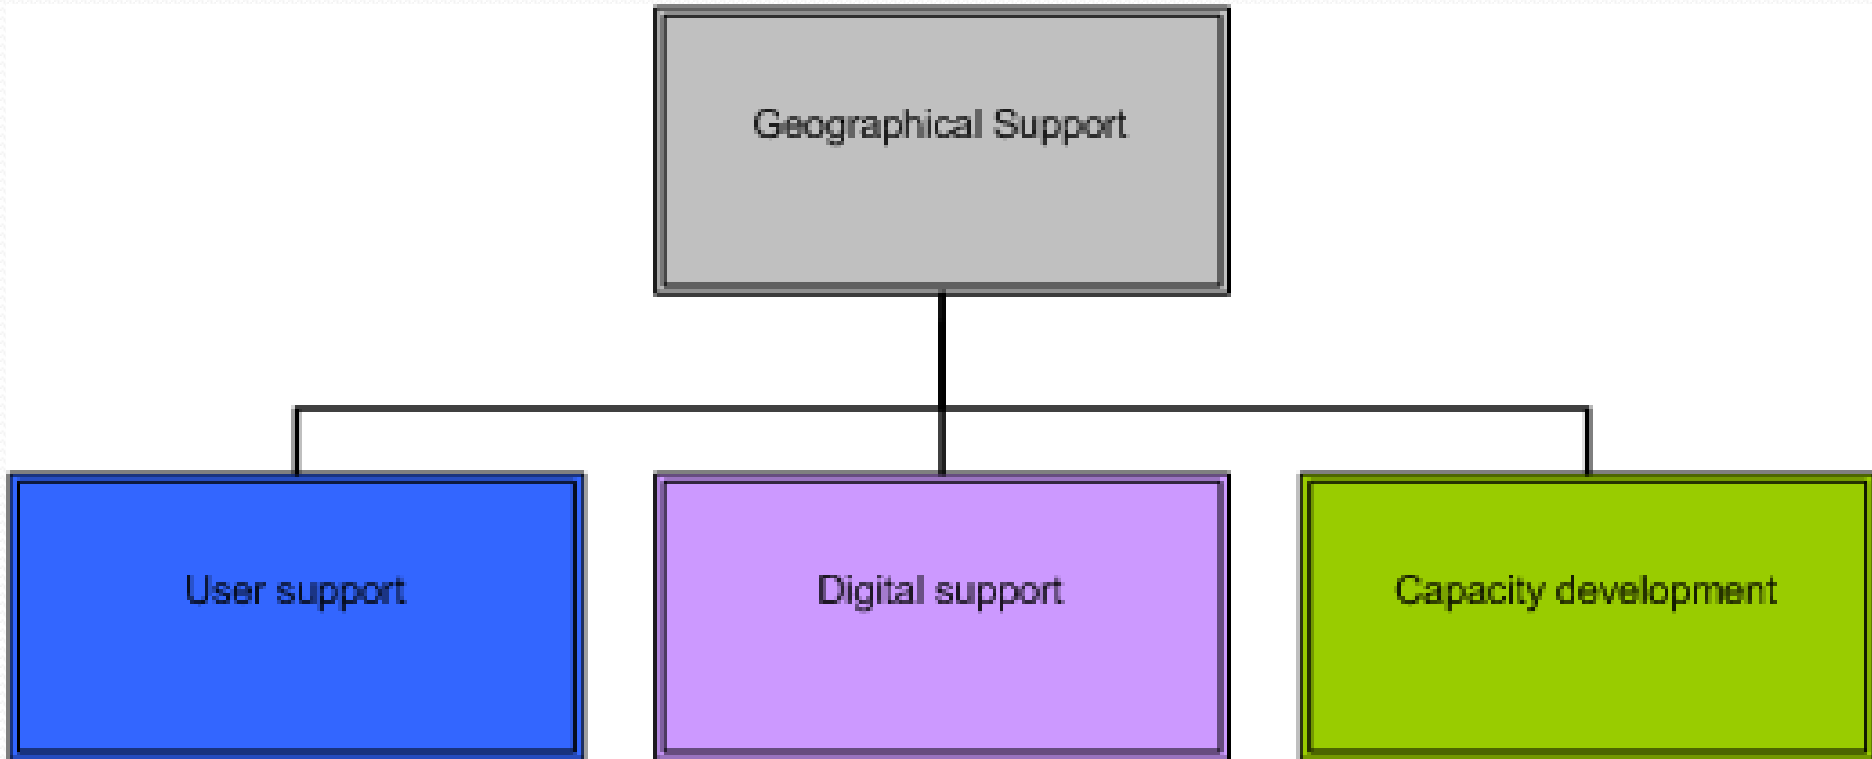 Geographical Support
User support
Digital support
Capacity development